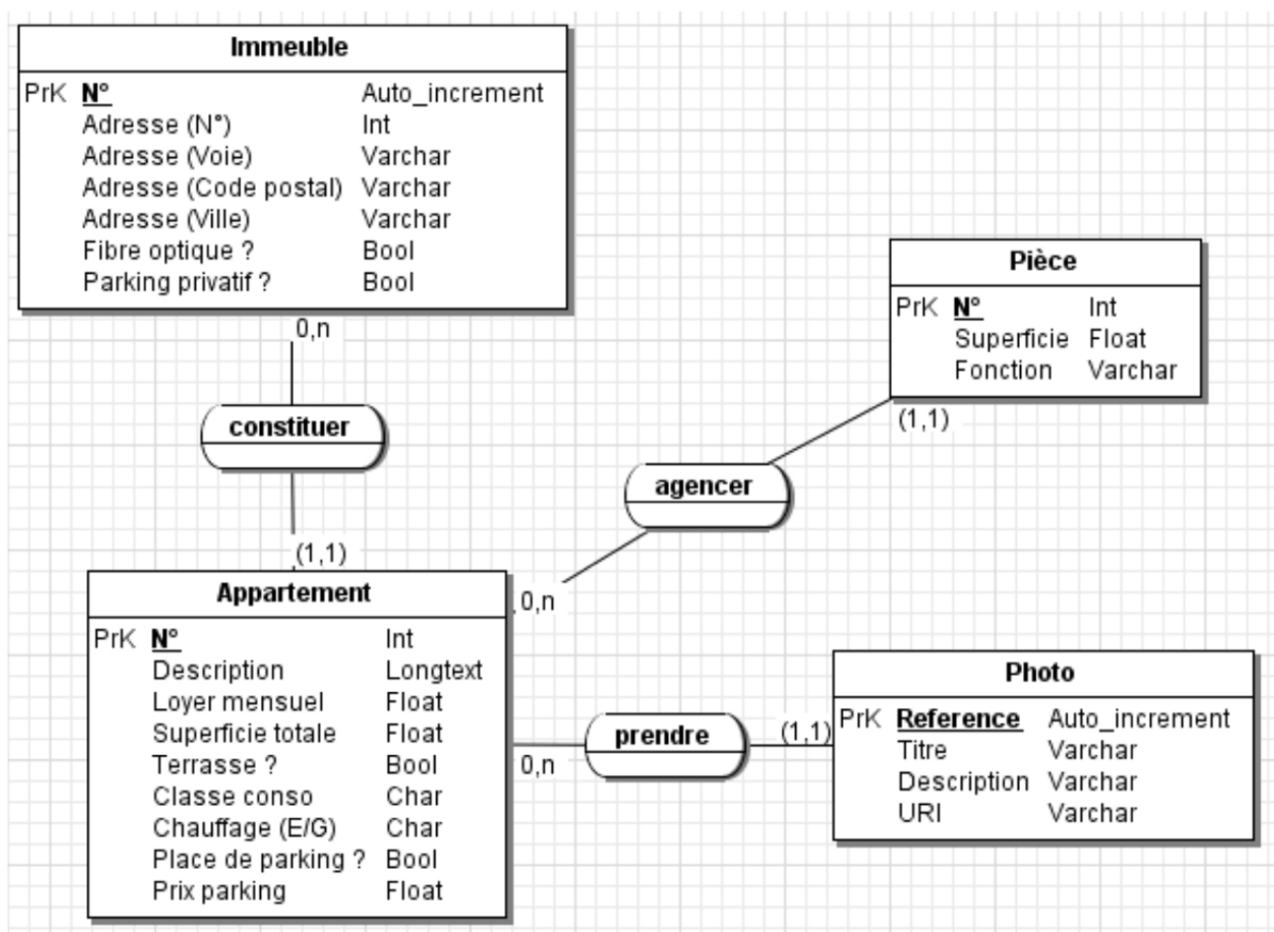 Immeuble
PrK N° Auto_increment
Adresse (N°) Int
Adresse (Voie) Varchar
Adresse (Code postal) Varchar
Adresse (Ville) Varchar
Fibre optique ? Bool
Parking privatif ? Bool
0,n
constituer
(1,1)
Pièce
PrK N° Int
Superficie Float
Fonction Varchar
(1,1)
agencer
0,n
Appartement
PrK N° Int
Description Longtext
Loyer mensuel Float
Superficie totale Float
Terrasse ? Bool
Classe conso Char
Chauffage (E/G) Char
Place de parking ? Bool
Prix parking Float
0,n
prendre
(1,1)
Photo
PrK Reference Auto_increment
Titre Varchar
Description Varchar
URI Varchar